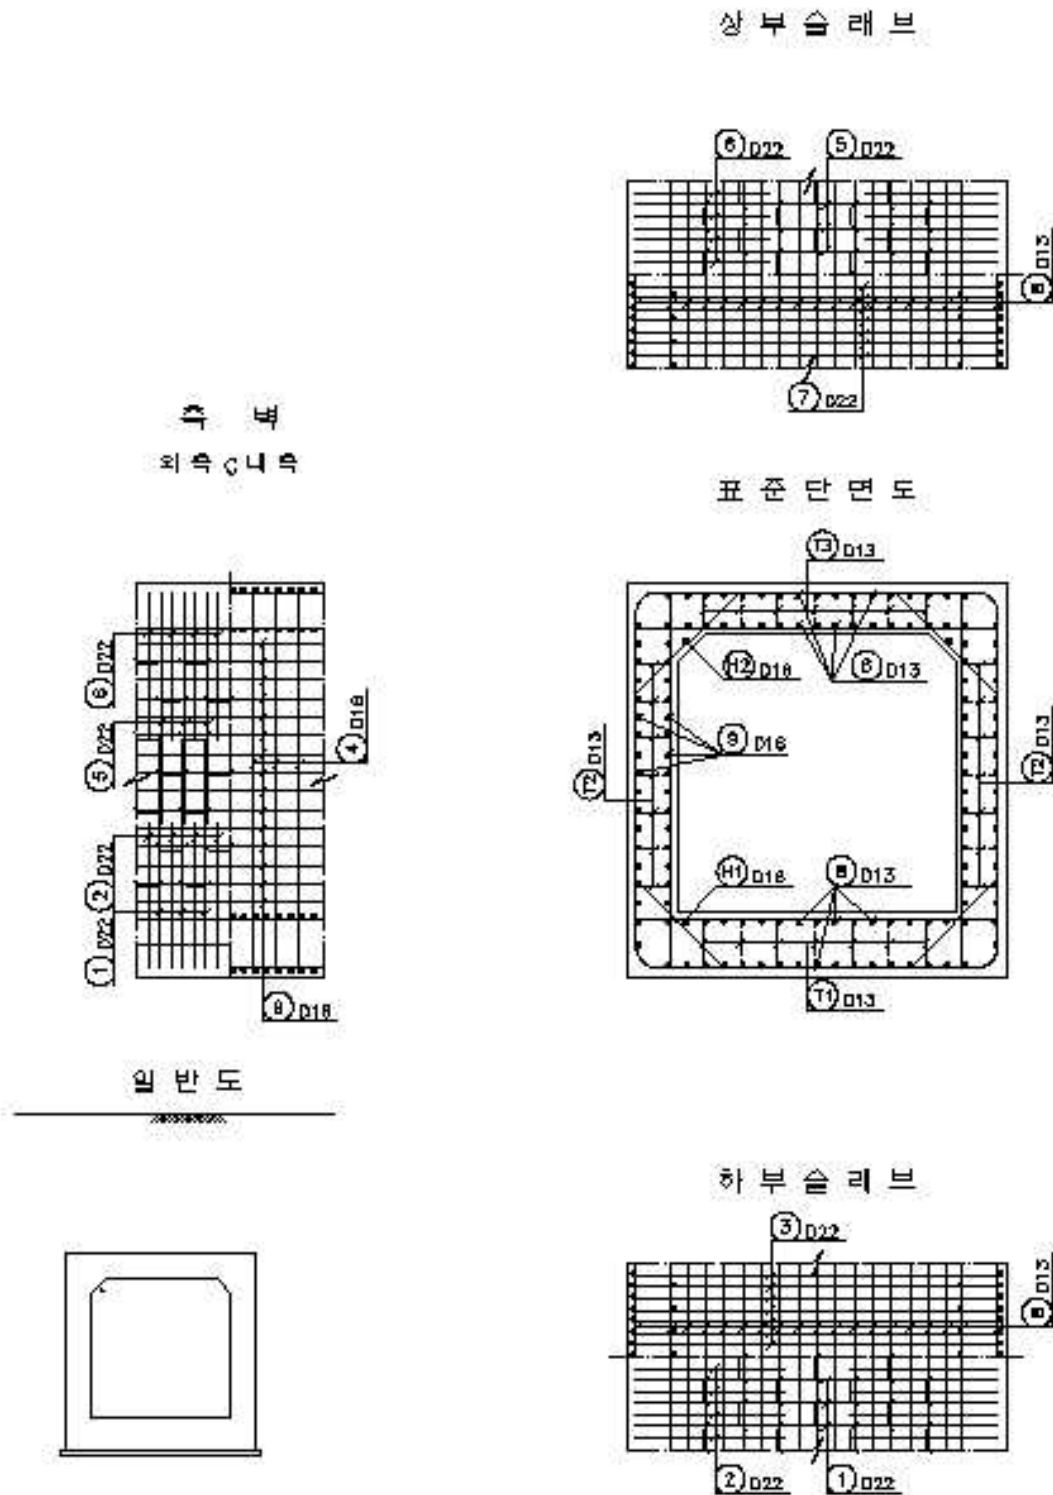 상부슬래브
6 D22
5 D22
D13
7 D22
측 벽
외측 C 내측
표준단면도
T3 D13
6 D22
H2 D16
8 D13
5 D22
4 D16
T2 D13
9 D16
T2 D13
2 D22
H1 D16
8 D13
1 D22
T1 D13
9 D16
일반도
하부슬래브
3 D22
D13
2 D22
1 D22